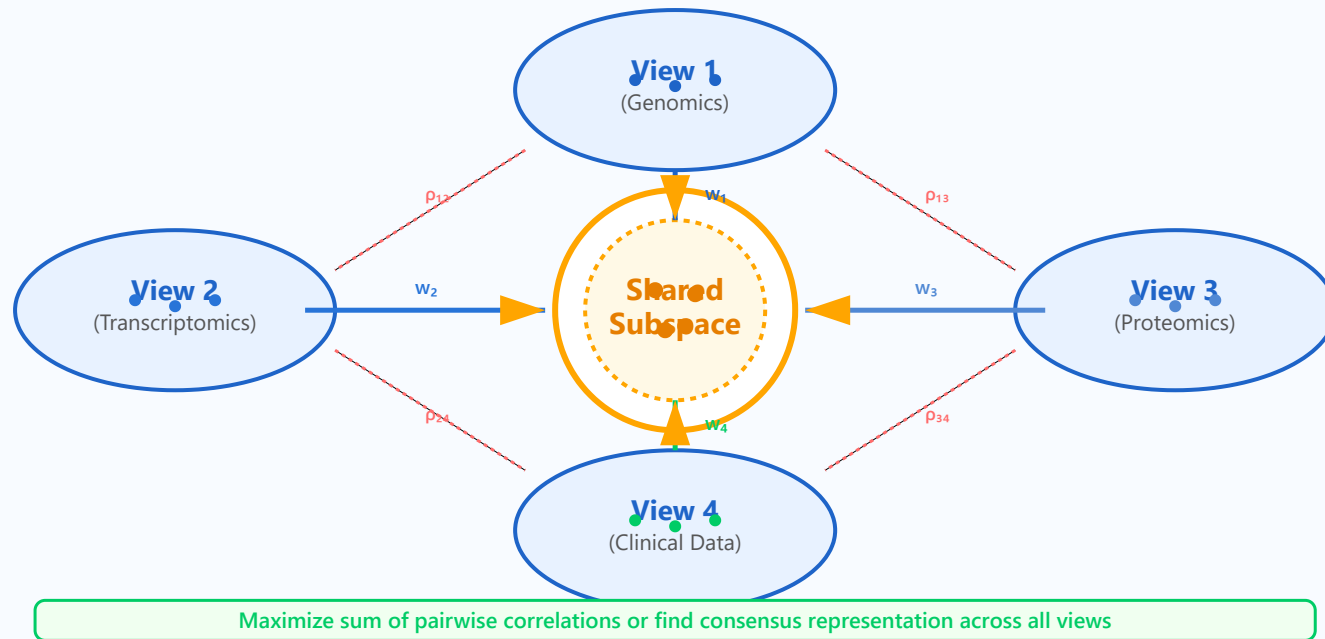 View 1
(Genomics)
ρ₁₂
w₁
ρ₁₃
View 2
(Transcriptomics)
w₂
Shared
Subspace
w₃
View 3
(Proteomics)
ρ₂₄
w₄
ρ₃₄
View 4
(Clinical Data)
Maximize sum of pairwise correlations or find consensus representation across all views